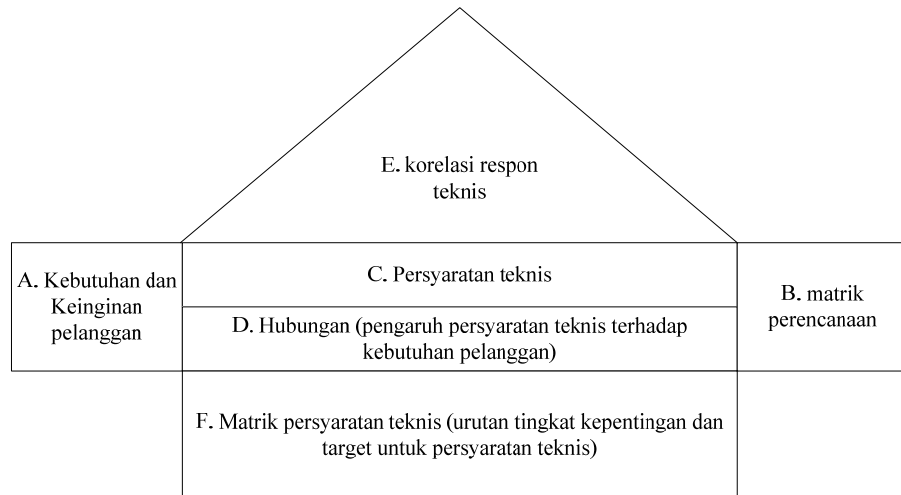 E. korelasi respon
teknis
A. Kebutuhan dan
Keinginan
pelanggan
C. Persyaratan teknis
D. Hubungan (pengaruh persyaratan teknis terhadap
kebutuhan pelanggan)
B. matrik
perencanaan
F. Matrik persyaratan teknis (urutan tingkat kepentingan dan
target untuk persyaratan teknis)